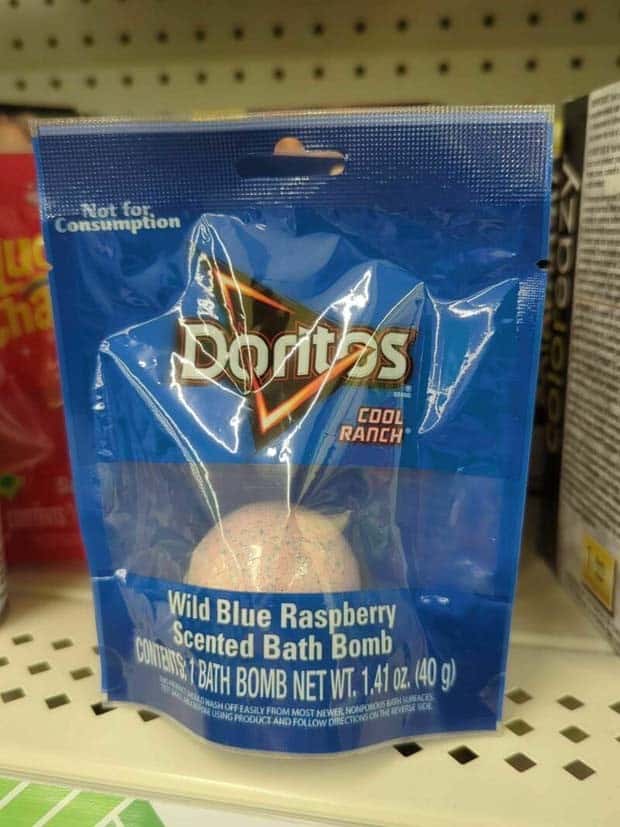 Not for
Consumption
Doritos
COOL
RANCH
Wild Blue Raspberry
Scented Bath Bomb
CONTENTS: 1 BATH BOMB NET WT. 1.41 oz. (40 g)
WASH OFF EASILY FROM MOST NEWER, NONPOROUS BATH SURFACES.
USING PRODUCT AND FOLLOW DIRECTIONS ON THE REVERSE SIDE.